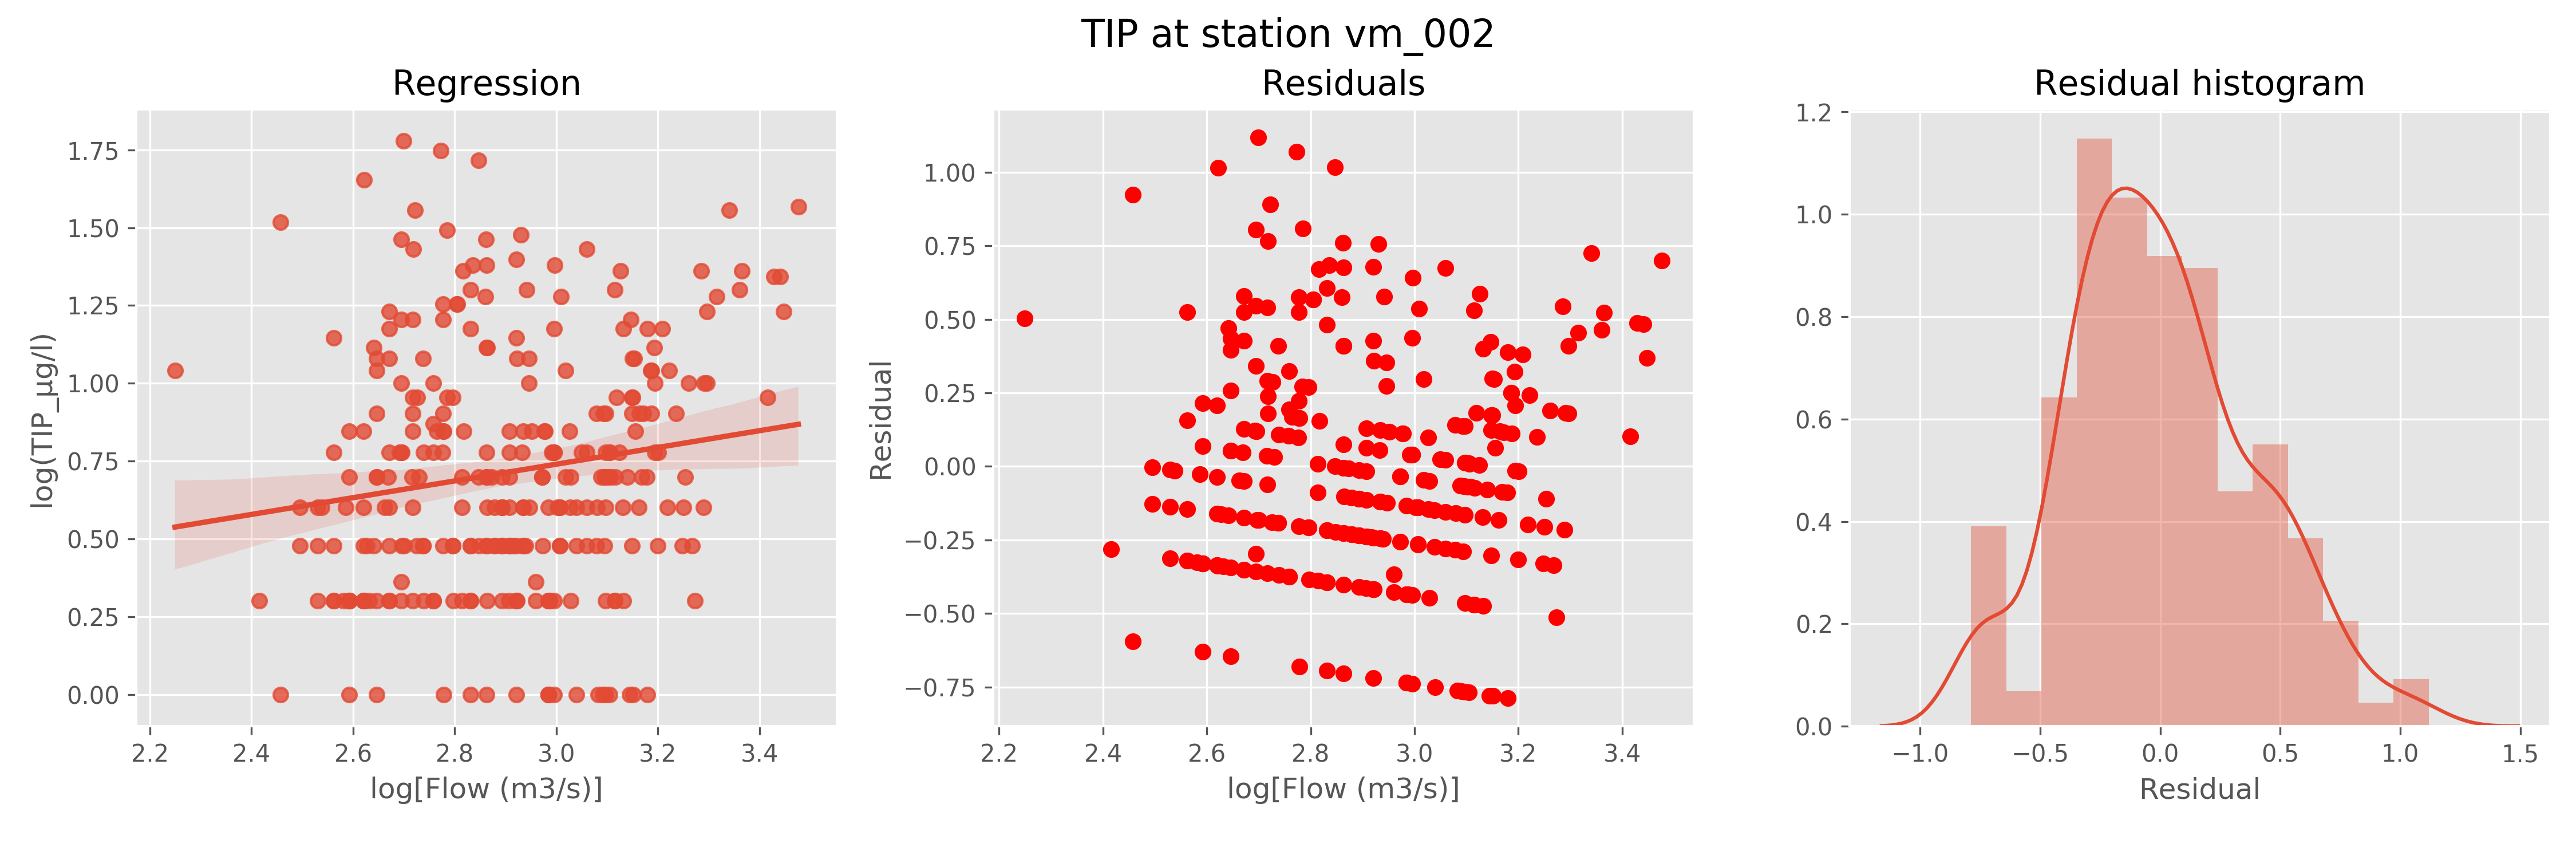 TIP at station vm_002
Regression
1.75
1.50
1.25
1.00
0.75
0.50
0.25
0.00
log(TIP_µg/l)
2.2 2.4 2.6 2.8 3.0 3.2 3.4
log[Flow (m3/s)]
Residuals
1.00
0.75
0.50
0.25
0.00
−0.25
−0.50
−0.75
Residual
2.2 2.4 2.6 2.8 3.0 3.2 3.4
log[Flow (m3/s)]
Residual histogram
1.2
1.0
0.8
0.6
0.4
0.2
0.0
−1.0 −0.5 0.0 0.5 1.0 1.5
Residual